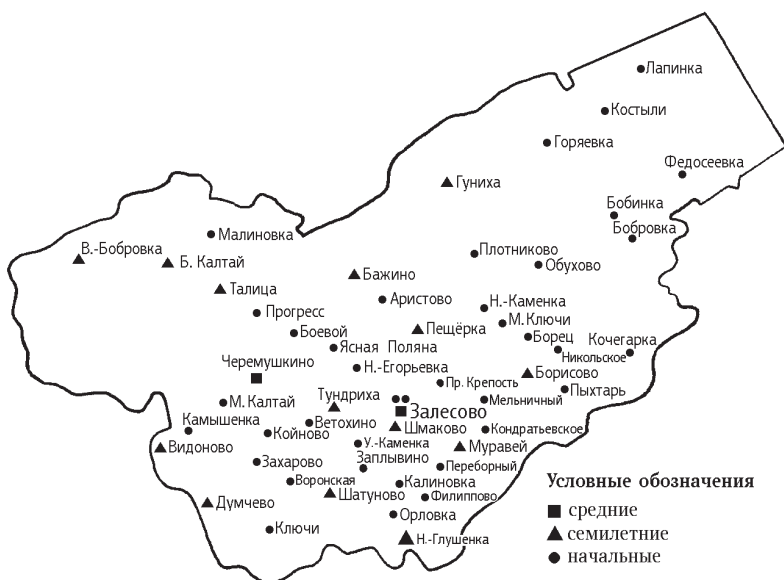 Лапинка
Костыли
Горяевка
Федосеевка
Гуниха
Бобинка
Бобровка
Малиновка
В.-Бобровка
Б. Калтай
Плотниково
Обухово
Бажино
Талица
Аристово
Н.-Каменка
Прогресс
М. Ключи
Пещёрка
Боевой
Борец
Кочегарка
Ясная Поляна
Никольское
Черемушкино
Н.-Егорьевка
Борисово
Пр. Крепость
Пыхтарь
Тундриха
М. Калтай
Мельничный
Залесово
Камышенка
Ветохино
Шмаково
Кондратьевское
Койново
У.-Каменка
Муравей
Видоново
Заплывино
Захарово
Переборный
Воронская
Калиновка
Шатуново
Филиппово
Думчево
Орловка
Ключи
Н.-Глушенка
Условные обозначения
средние
семилетние
начальные